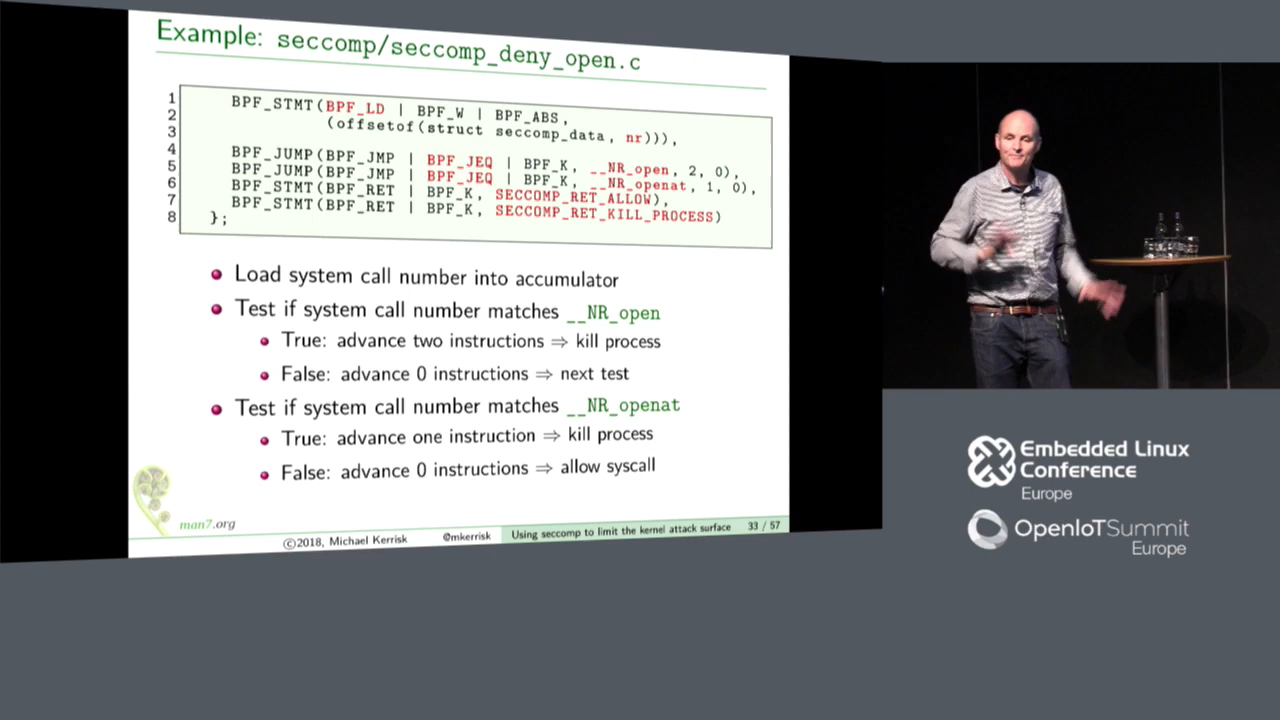 Example: seccomp/seccomp_deny_open.c
1 BPF_STMT(BPF_LD | BPF_W | BPF_ABS,
2 (offsetof(struct seccomp_data, nr))),
3
4 BPF_JUMP(BPF_JMP | BPF_JEQ | BPF_K, __NR_open, 2, 0),
5 BPF_JUMP(BPF_JMP | BPF_JEQ | BPF_K, __NR_openat, 1, 0),
6 BPF_STMT(BPF_RET | BPF_K, SECCOMP_RET_ALLOW),
7 BPF_STMT(BPF_RET | BPF_K, SECCOMP_RET_KILL_PROCESS)
8 };
Load system call number into accumulator
Test if system call number matches __NR_open
True: advance two instructions ⇒ kill process
False: advance 0 instructions ⇒ next test
Test if system call number matches __NR_openat
True: advance one instruction ⇒ kill process
False: advance 0 instructions ⇒ allow syscall
man7.org
©2018, Michael Kerrisk @mkerrisk Using seccomp to limit the kernel attack surface 33 / 57
Embedded Linux
Conference
Europe
OpenIoTSummit
Europe